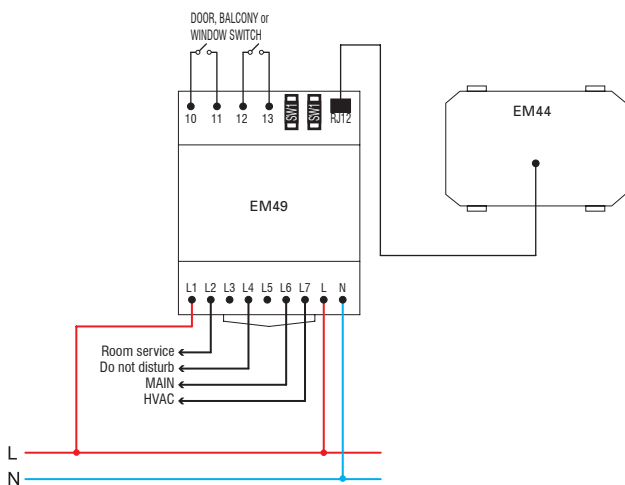 DOOR, BALCONY or
WINDOW SWITCH
10 11 12 13 SW1 SW1 RJ12
EM44
EM49
L1 L2 L3 L4 L5 L6 L7 L N
Room service
Do not disturb
MAIN
HVAC
L
N